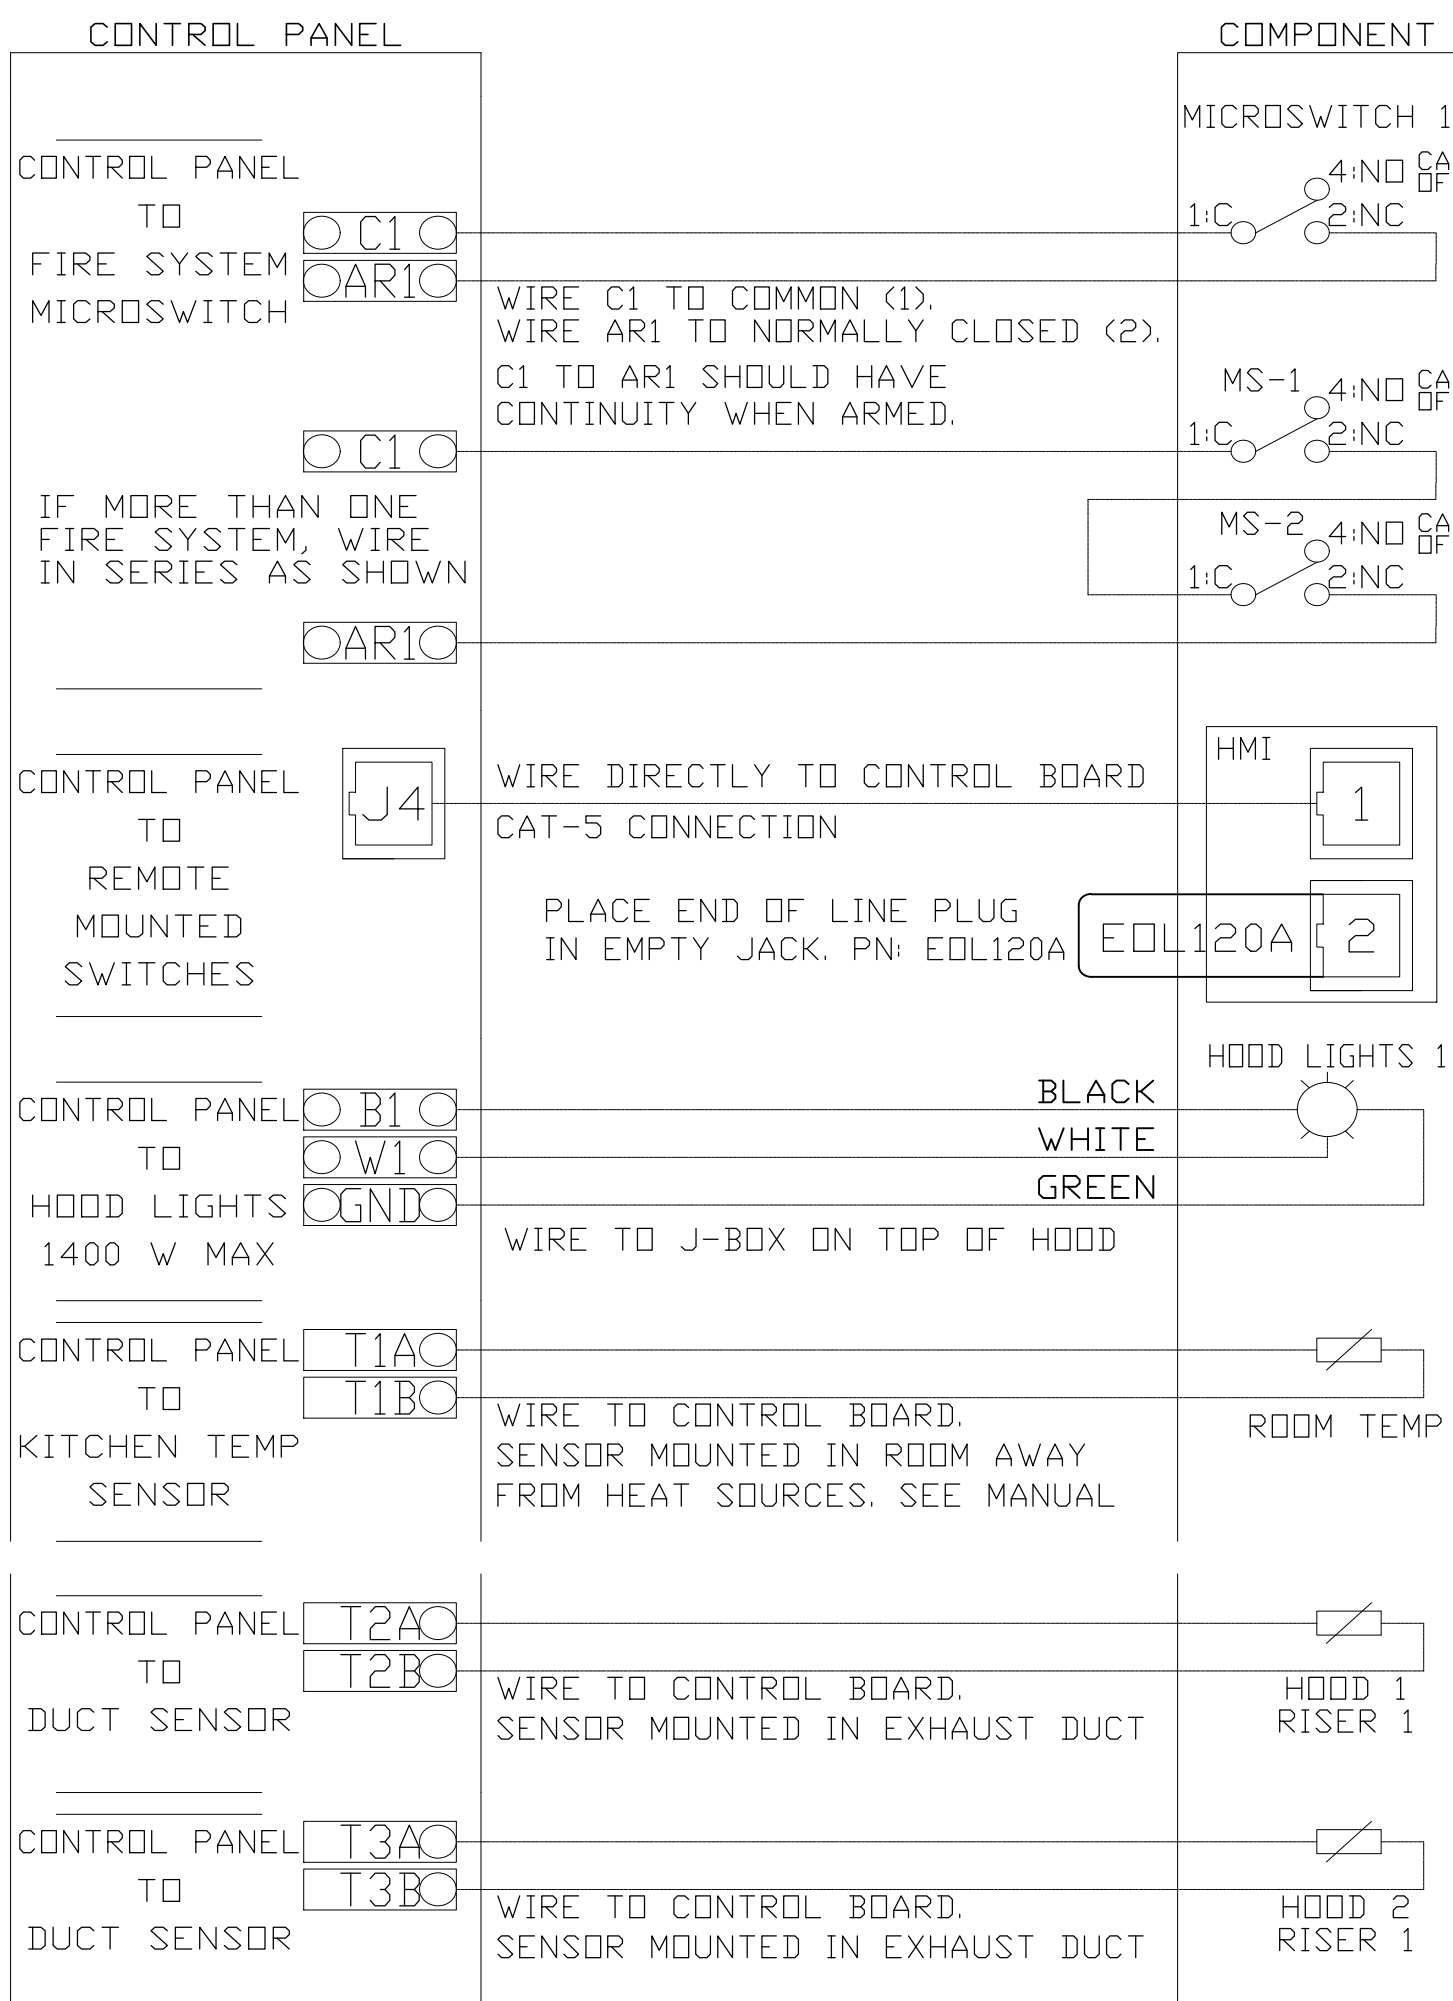 CONTROL PANEL
COMPONENT
MICROSWITCH 1
CONTROL PANEL
TO
FIRE SYSTEM
MICROSWITCH
C1
AR1
1:C
4:NO
2:NC
WIRE C1 TO COMMON (1).
WIRE AR1 TO NORMALLY CLOSED (2).
C1 TO AR1 SHOULD HAVE
CONTINUITY WHEN ARMED.
MS-1
4:NO
1:C
2:NC
C1
IF MORE THAN ONE
FIRE SYSTEM, WIRE
IN SERIES AS SHOWN
MS-2
4:NO
1:C
2:NC
AR1
CONTROL PANEL
TO
REMOTE
MOUNTED
SWITCHES
J4
WIRE DIRECTLY TO CONTROL BOARD
CAT-5 CONNECTION
HMI
1
PLACE END OF LINE PLUG
IN EMPTY JACK. PN: EOL120A
EOL120A
2
HOOD LIGHTS 1
CONTROL PANEL
TO
HOOD LIGHTS
1400 W MAX
B1
W1
GND
BLACK
WHITE
GREEN
WIRE TO J-BOX ON TOP OF HOOD
CONTROL PANEL
TO
KITCHEN TEMP
SENSOR
T1A
T1B
WIRE TO CONTROL BOARD.
SENSOR MOUNTED IN ROOM AWAY
FROM HEAT SOURCES. SEE MANUAL
ROOM TEMP
CONTROL PANEL
TO
DUCT SENSOR
T2A
T2B
WIRE TO CONTROL BOARD.
SENSOR MOUNTED IN EXHAUST DUCT
HOOD 1
RISER 1
CONTROL PANEL
TO
DUCT SENSOR
T3A
T3B
WIRE TO CONTROL BOARD.
SENSOR MOUNTED IN EXHAUST DUCT
HOOD 2
RISER 1